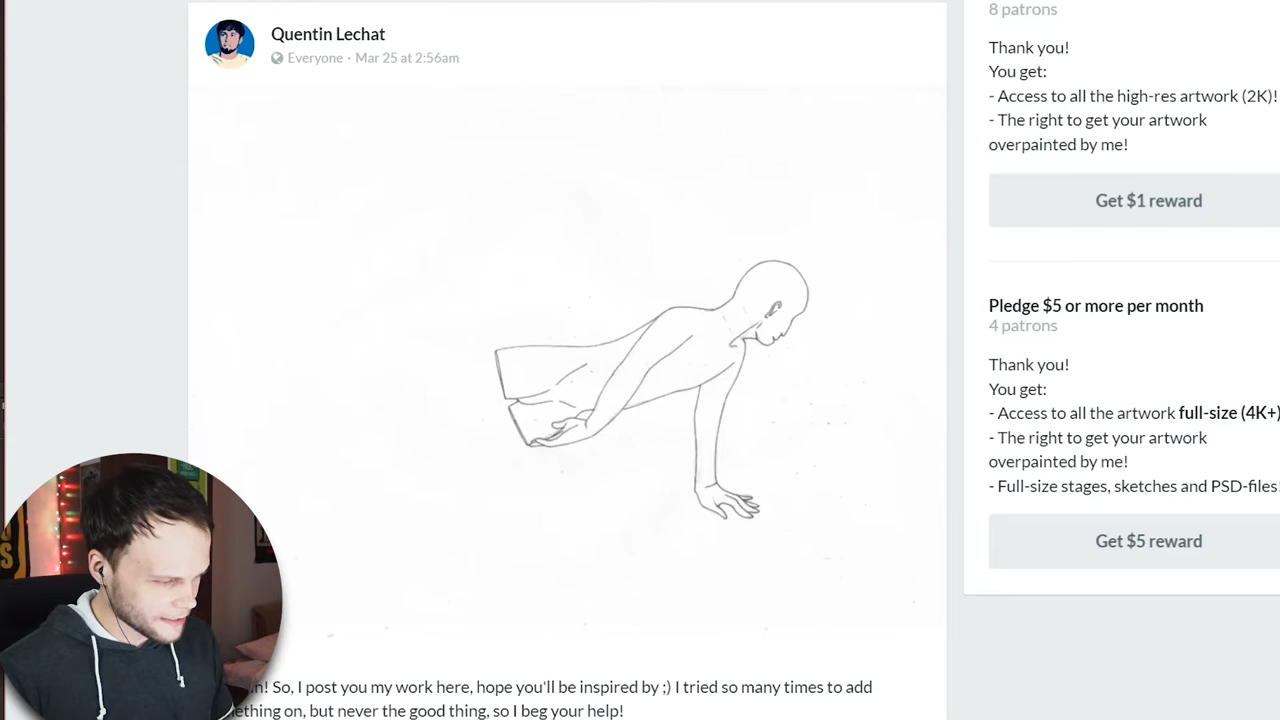 Quentin Lechat
Everyone · Mar 25 at 2:56am
So, I post you my work here, hope you'll be inspired by ;) I tried so many times to add
on, but never the good thing, so I beg your help!
8 patrons
Thank you!
You get:
- Access to all the high-res artwork (2K)!
- The right to get your artwork
overpainted by me!
Get $1 reward
Pledge $5 or more per month
4 patrons
Thank you!
You get:
- Access to all the artwork full-size (4K+)
- The right to get your artwork
overpainted by me!
- Full-size stages, sketches and PSD-files!
Get $5 reward